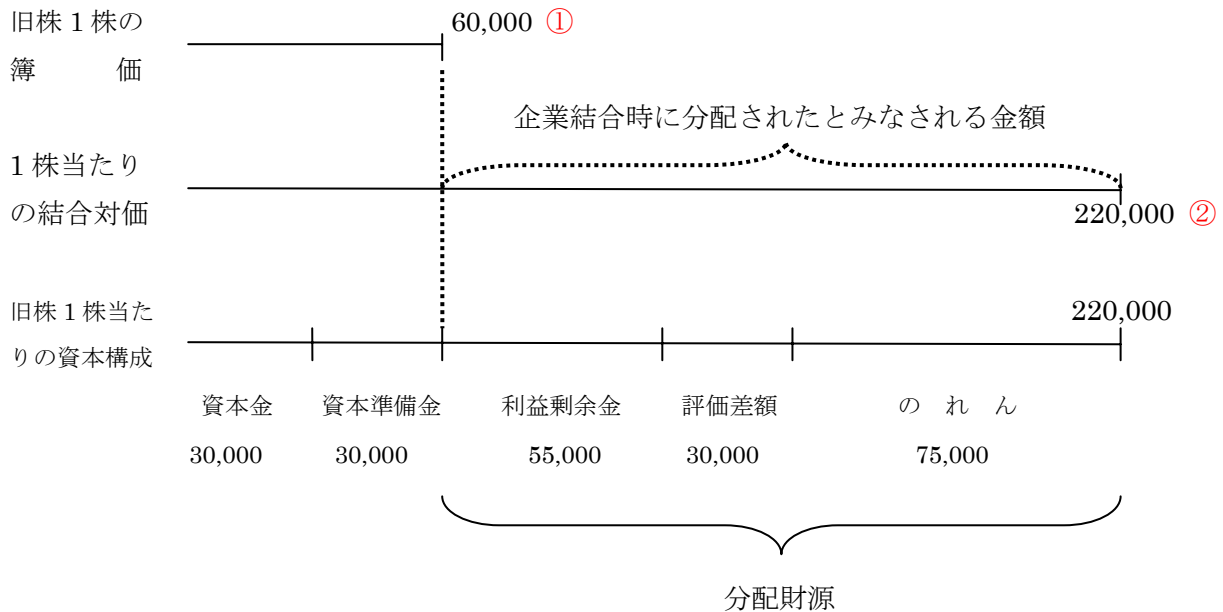 旧株 1 株の
簿 価
60,000 ①
企業結合時に分配されたとみなされる金額
1 株当たり
の結合対価
220,000 ②
旧株 1 株当た
りの資本構成
220,000
資本金 資本準備金 利益剰余金 評価差額 の れ ん
30,000 30,000 55,000 30,000 75,000
分配財源